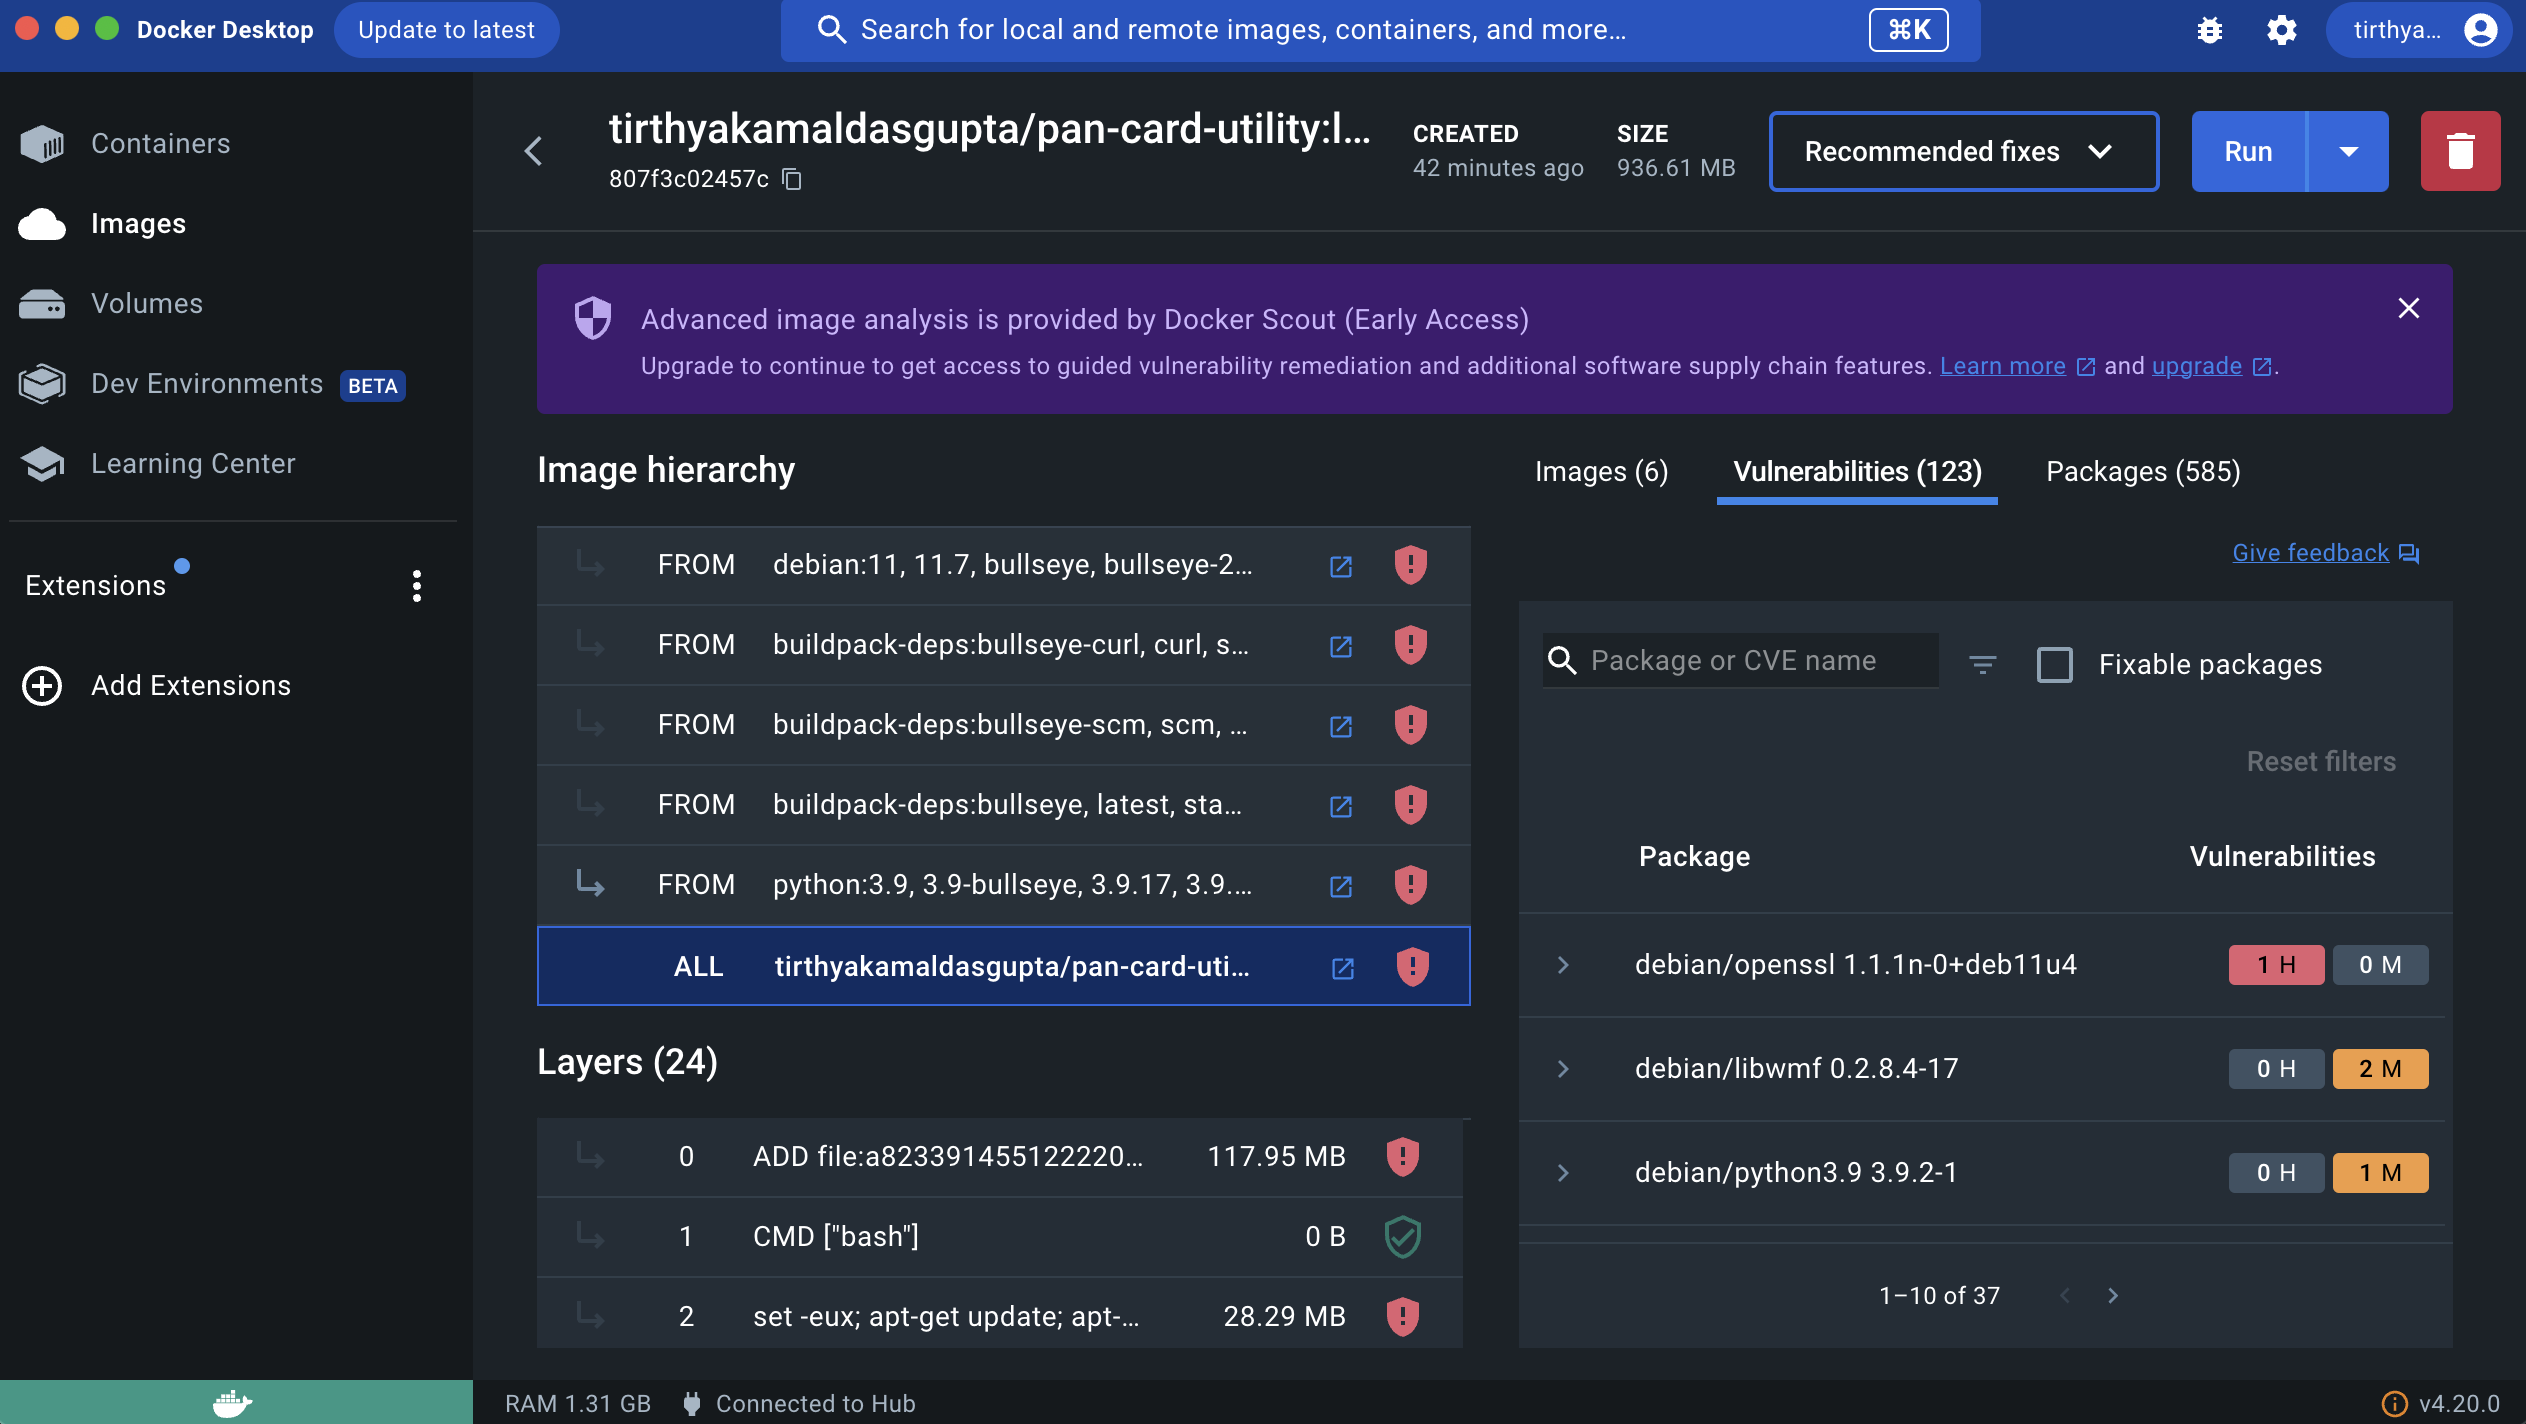 Docker Desktop
Update to latest
Search for local and remote images, containers, and more...
⌘K
tirthya...
Containers
Images
Volumes
Dev Environments BETA
Learning Center
Extensions
Add Extensions
tirthyakamaldasgupta/pan-card-utility:l...
807f3c02457c
CREATED
42 minutes ago
SIZE
936.61 MB
Recommended fixes
Run
Advanced image analysis is provided by Docker Scout (Early Access)
Upgrade to continue to get access to guided vulnerability remediation and additional software supply chain features. Learn more and upgrade.
Image hierarchy
FROM debian:11, 11.7, bullseye, bullseye-2...
FROM buildpack-deps:bullseye-curl, curl, s...
FROM buildpack-deps:bullseye-scm, scm, ...
FROM buildpack-deps:bullseye, latest, sta...
FROM python:3.9, 3.9-bullseye, 3.9.17, 3.9....
ALL tirthyakamaldasgupta/pan-card-uti...
Layers (24)
0 ADD file:a823391455122220... 117.95 MB
1 CMD ["bash"] 0 B
2 set -eux; apt-get update; apt-... 28.29 MB
Images (6)
Vulnerabilities (123)
Packages (585)
Give feedback
Package or CVE name
Fixable packages
Reset filters
Package Vulnerabilities
debian/openssl 1.1.1n-0+deb11u4 1 H 0 M
debian/libwmf 0.2.8.4-17 0 H 2 M
debian/python3.9 3.9.2-1 0 H 1 M
1–10 of 37
RAM 1.31 GB
Connected to Hub
v4.20.0